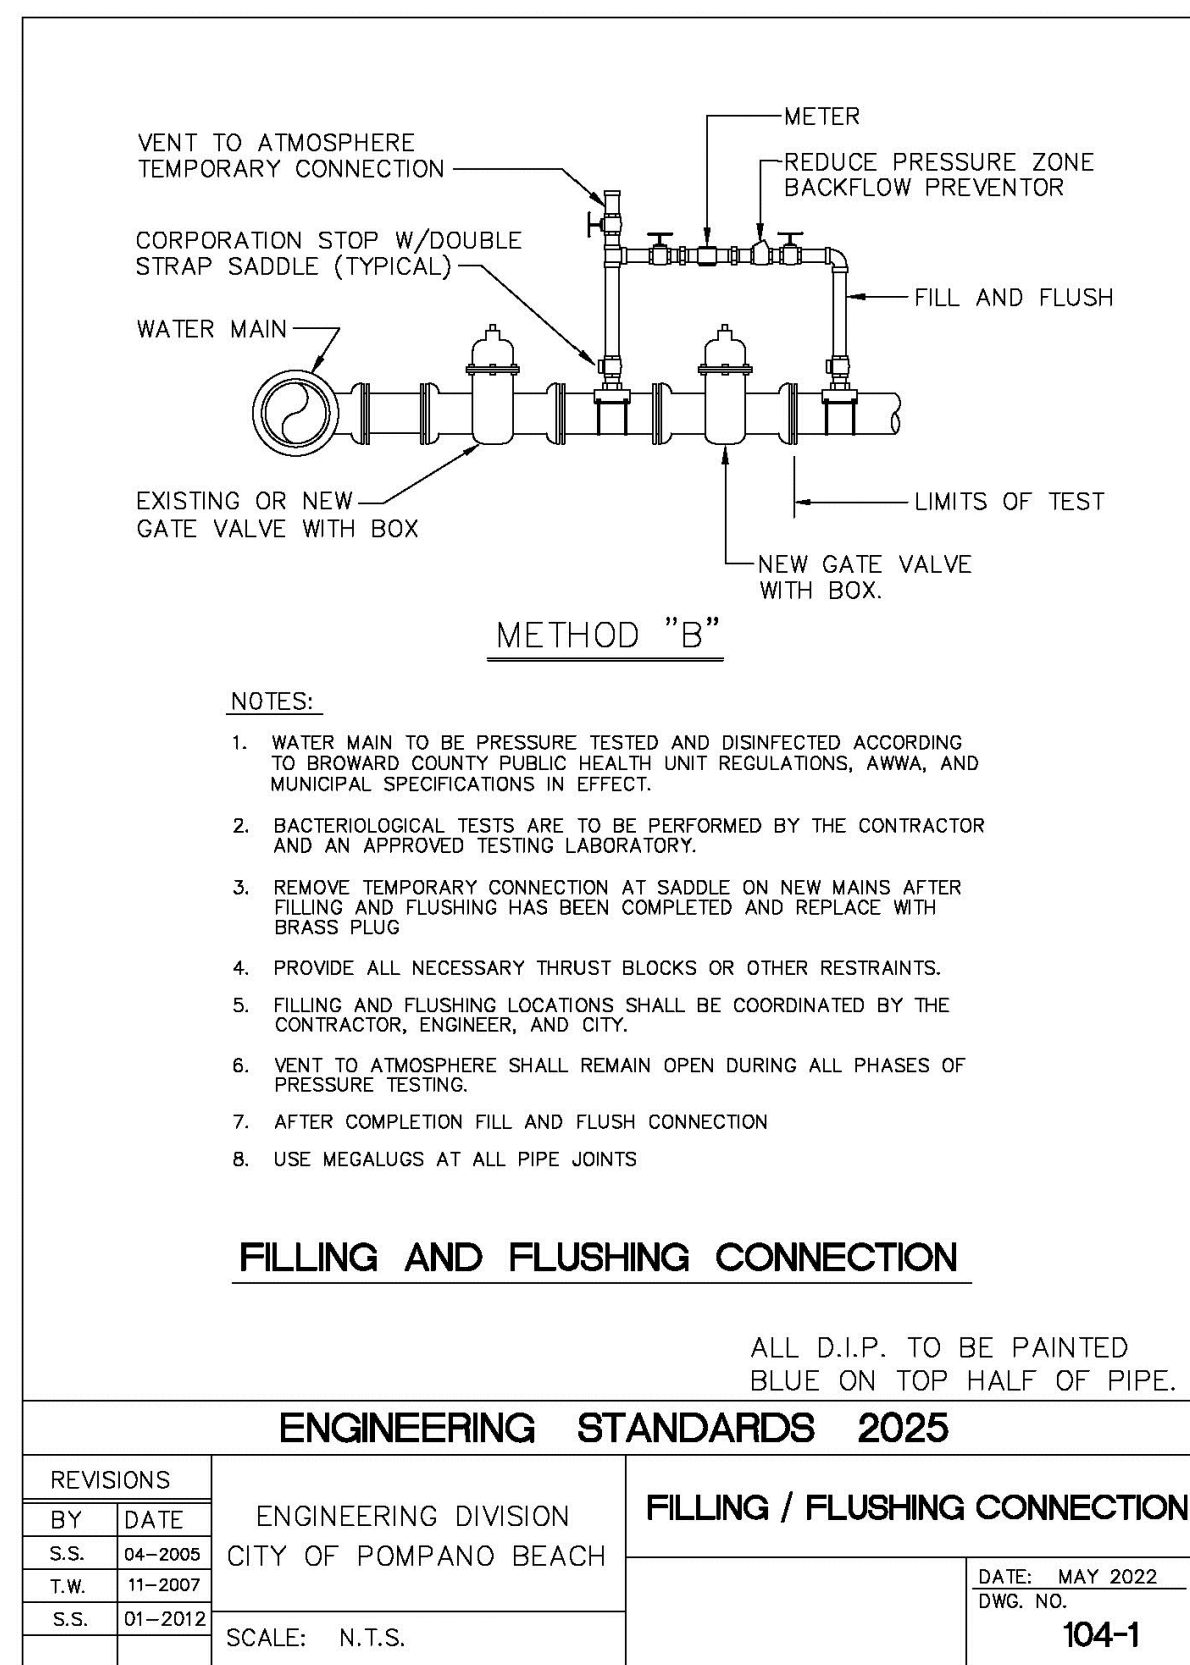 METER
VENT TO ATMOSPHERE
TEMPORARY CONNECTION
REDUCE PRESSURE ZONE
BACKFLOW PREVENTOR
CORPORATION STOP W/DOUBLE
STRAP SADDLE (TYPICAL)
FILL AND FLUSH
WATER MAIN
EXISTING OR NEW
GATE VALVE WITH BOX
LIMITS OF TEST
NEW GATE VALVE
WITH BOX.
METHOD "B"
NOTES:
1. WATER MAIN TO BE PRESSURE TESTED AND DISINFECTED ACCORDING
TO BROWARD COUNTY PUBLIC HEALTH UNIT REGULATIONS, AWWA, AND
MUNICIPAL SPECIFICATIONS IN EFFECT.
2. BACTERIOLOGICAL TESTS ARE TO BE PERFORMED BY THE CONTRACTOR
AND AN APPROVED TESTING LABORATORY.
3. REMOVE TEMPORARY CONNECTION AT SADDLE ON NEW MAINS AFTER
FILLING AND FLUSHING HAS BEEN COMPLETED AND REPLACE WITH
BRASS PLUG
4. PROVIDE ALL NECESSARY THRUST BLOCKS OR OTHER RESTRAINTS.
5. FILLING AND FLUSHING LOCATIONS SHALL BE COORDINATED BY THE
CONTRACTOR, ENGINEER, AND CITY.
6. VENT TO ATMOSPHERE SHALL REMAIN OPEN DURING ALL PHASES OF
PRESSURE TESTING.
7. AFTER COMPLETION FILL AND FLUSH CONNECTION
8. USE MEGALUGS AT ALL PIPE JOINTS
FILLING AND FLUSHING CONNECTION
ALL D.I.P. TO BE PAINTED
BLUE ON TOP HALF OF PIPE.
ENGINEERING STANDARDS 2025
REVISIONS
BY DATE
S.S. 04-2005
T.W. 11-2007
S.S. 01-2012
ENGINEERING DIVISION
CITY OF POMPANO BEACH
SCALE: N.T.S.
FILLING / FLUSHING CONNECTION
DATE: MAY 2022
DWG. NO.
104-1